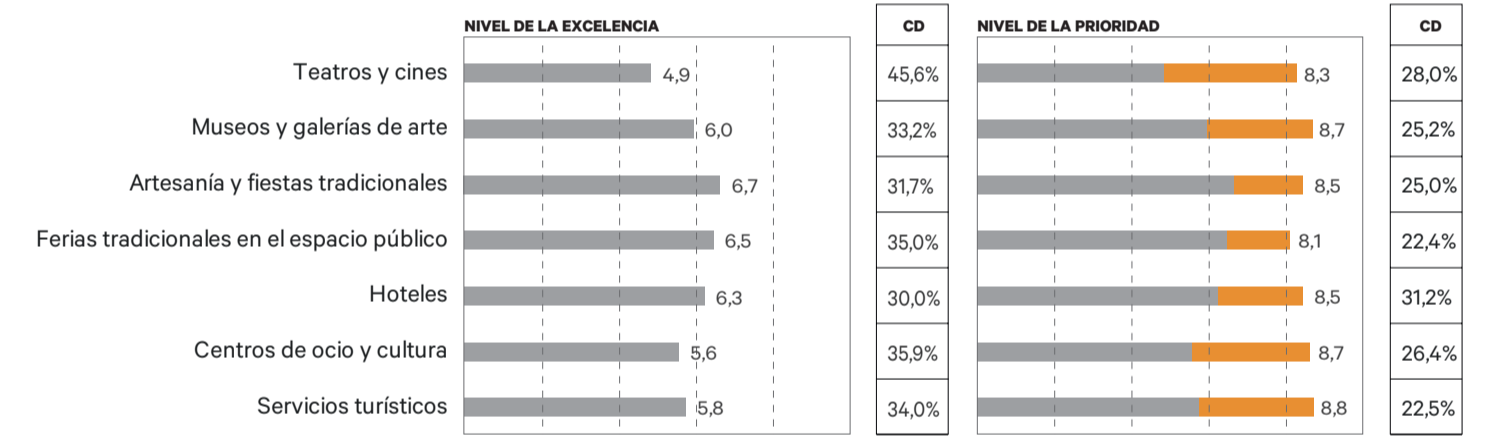 NIVEL DE LA EXCELENCIA CD NIVEL DE LA PRIORIDAD CD
Teatros y cines 4,9 45,6% 8,3 28,0%
Museos y galerías de arte 6,0 33,2% 8,7 25,2%
Artesanía y fiestas tradicionales 6,7 31,7% 8,5 25,0%
Ferias tradicionales en el espacio público 6,5 35,0% 8,1 22,4%
Hoteles 6,3 30,0% 8,5 31,2%
Centros de ocio y cultura 5,6 35,9% 8,7 26,4%
Servicios turísticos 5,8 34,0% 8,8 22,5%